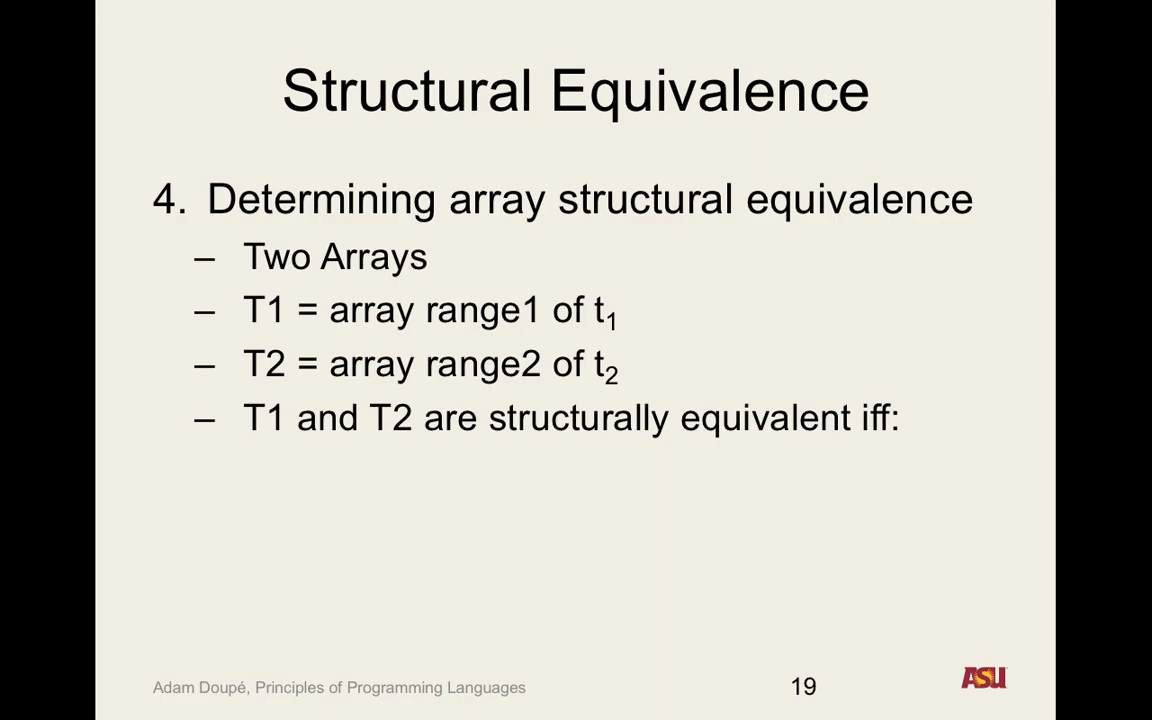 Structural Equivalence
4. Determining array structural equivalence
– Two Arrays
– T1 = array range1 of t₁
– T2 = array range2 of t₂
– T1 and T2 are structurally equivalent iff:
Adam Doupé, Principles of Programming Languages
19
ASU